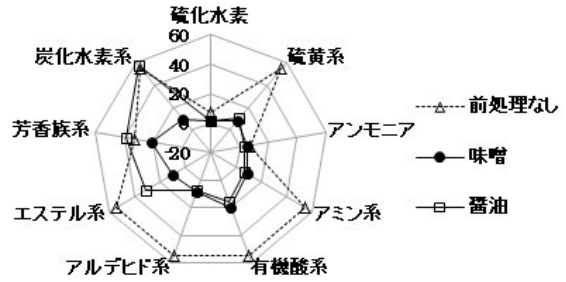 硫化水素
硫黄系
アンモニア
アミン系
有機酸系
アルデヒド系
エステル系
芳香族系
炭化水素系
60
40
20
0
-20
前処理なし
味噌
醤油